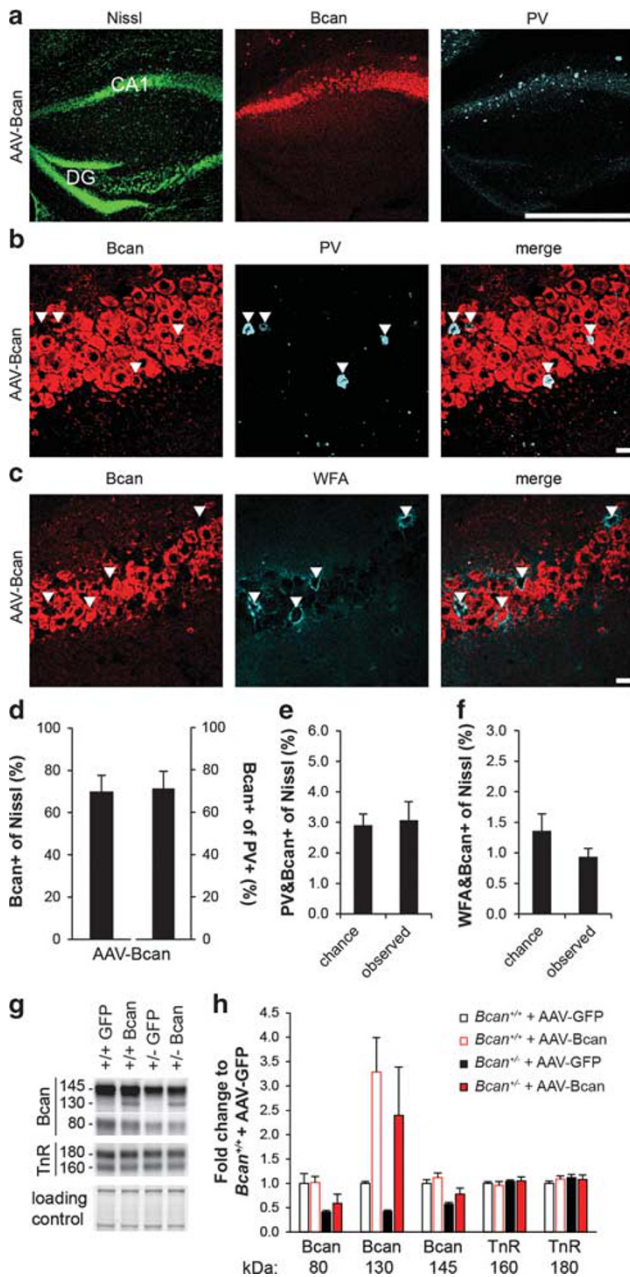 a
Nissl Bcan PV
AAV-Bcan
CA1
DG
b
Bcan PV merge
AAV-Bcan
c
Bcan WFA merge
AAV-Bcan
d
Bcan+ of Nissl (%)
100
80
60
40
20
0
100
80
60
40
20
0
Bcan+ of PV+ (%)
AAV-Bcan
e
PV&Bcan+ of Nissl (%)
6.0
5.0
4.0
3.0
2.0
1.0
0.0
chance observed
f
WFA&Bcan+ of Nissl (%)
3.0
2.5
2.0
1.5
1.0
0.5
0.0
chance observed
g
+/+ GFP
+/+ Bcan
+/- GFP
+/- Bcan
Bcan
145 -
130 -
80 -
TnR
180 -
160 -
loading
control
h
Fold change to
Bcan+/+ + AAV-GFP
4.5
4.0
3.5
3.0
2.5
2.0
1.5
1.0
0.5
0.0
Bcan+/+ + AAV-GFP
Bcan+/+ + AAV-Bcan
Bcan+/- + AAV-GFP
Bcan+/- + AAV-Bcan
Bcan Bcan Bcan TnR TnR
kDa: 80 130 145 160 180